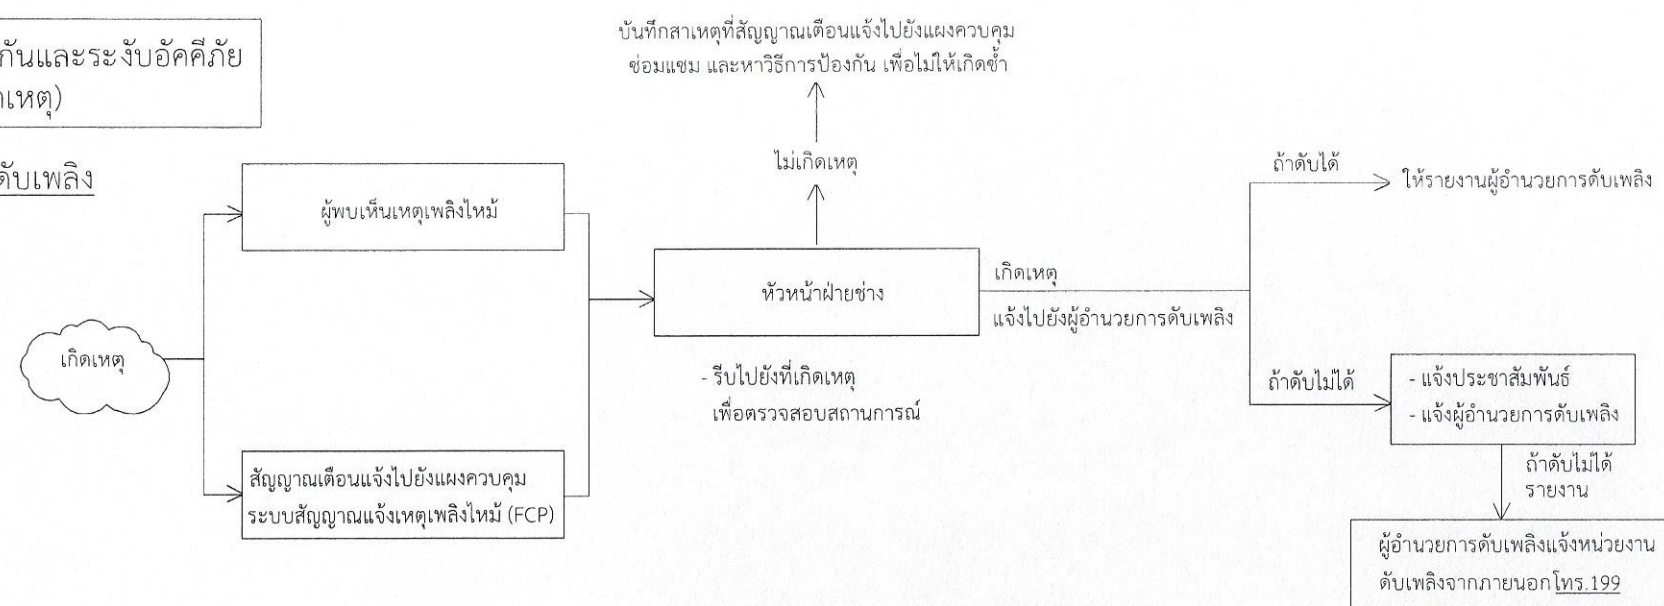 กันและระงับอัคคีภัย
เหตุ)
ดับเพลิง
บันทึกสาเหตุที่สัญญาณเตือนแจ้งไปยังแผงควบคุม
ซ่อมแซม และหาวิธีการป้องกัน เพื่อไม่ให้เกิดซ้ำ
ไม่เกิดเหตุ
เกิดเหตุ
ผู้พบเห็นเหตุเพลิงไหม้
สัญญาณเตือนแจ้งไปยังแผงควบคุม
ระบบสัญญาณแจ้งเหตุเพลิงไหม้ (FCP)
หัวหน้าฝ่ายช่าง
- รีบไปยังที่เกิดเหตุ
เพื่อตรวจสอบสถานการณ์
เกิดเหตุ
แจ้งไปยังผู้อำนวยการดับเพลิง
ถ้าดับได้
ให้รายงานผู้อำนวยการดับเพลิง
ถ้าดับไม่ได้
- แจ้งประชาสัมพันธ์
- แจ้งผู้อำนวยการดับเพลิง
ถ้าดับไม่ได้
รายงาน
ผู้อำนวยการดับเพลิงแจ้งหน่วยงาน
ดับเพลิงจากภายนอกโทร.199